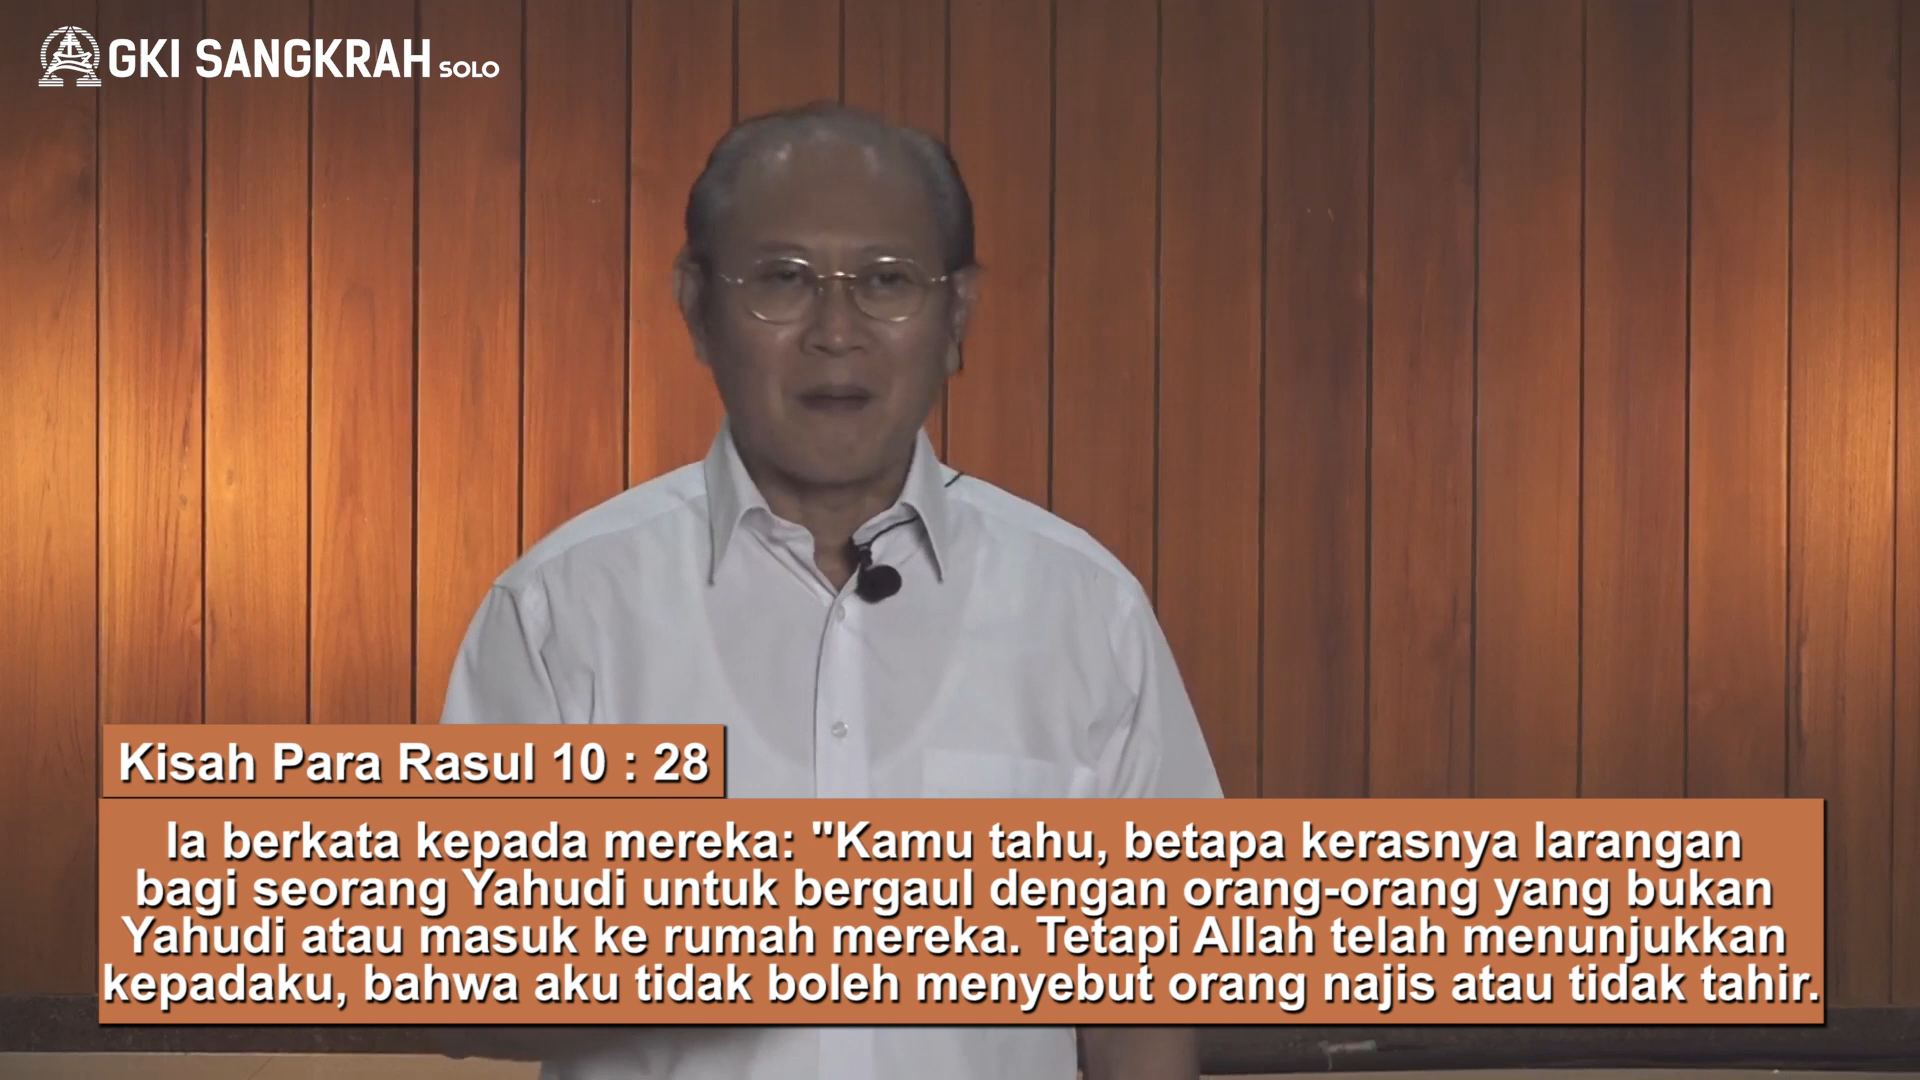 GKI SANGKRAH SOLO
Kisah Para Rasul 10 : 28
Ia berkata kepada mereka: "Kamu tahu, betapa kerasnya larangan
bagi seorang Yahudi untuk bergaul dengan orang-orang yang bukan
Yahudi atau masuk ke rumah mereka. Tetapi Allah telah menunjukkan
kepadaku, bahwa aku tidak boleh menyebut orang najis atau tidak tahir.